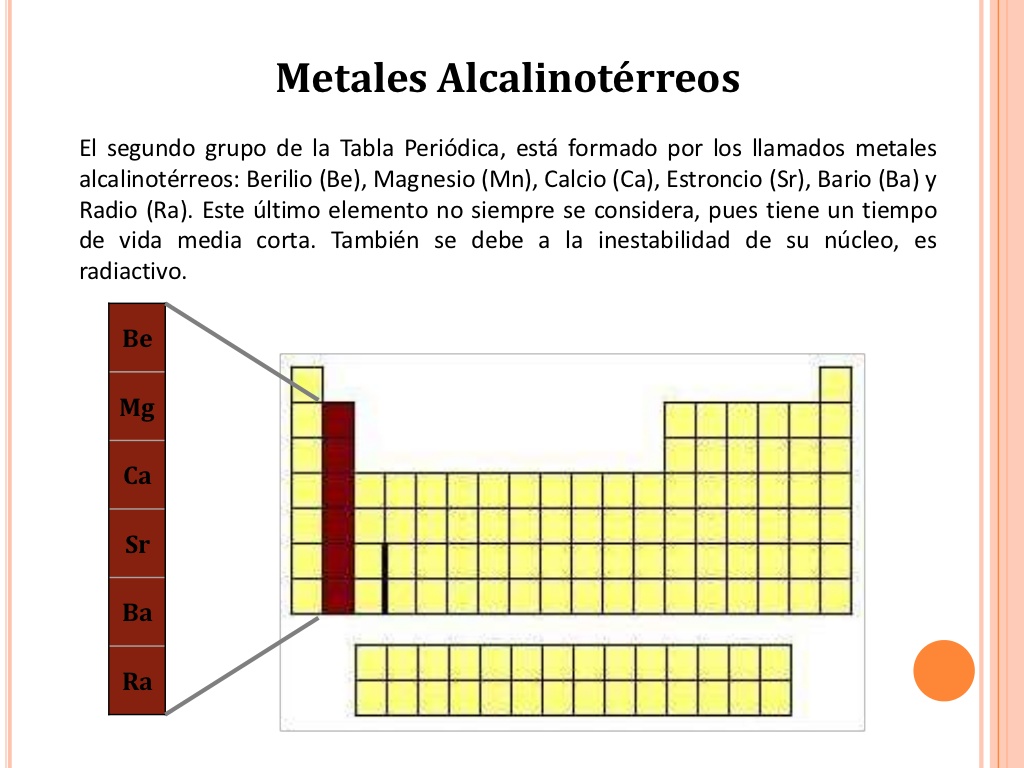 Metales Alcalinotérreos
El segundo grupo de la Tabla Periódica, está formado por los llamados metales
alcalinotérreos: Berilio (Be), Magnesio (Mn), Calcio (Ca), Estroncio (Sr), Bario (Ba) y
Radio (Ra). Este último elemento no siempre se considera, pues tiene un tiempo
de vida media corta. También se debe a la inestabilidad de su núcleo, es
radiactivo.
Be
Mg
Ca
Sr
Ba
Ra